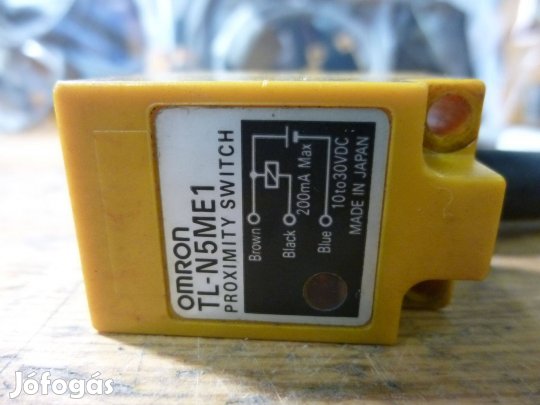 OMRON
TL-N5ME1
PROXIMITY SWITCH
Brown
Black
Blue
200mA Max
10to30VDC
MADE IN JAPAN
Jófogás